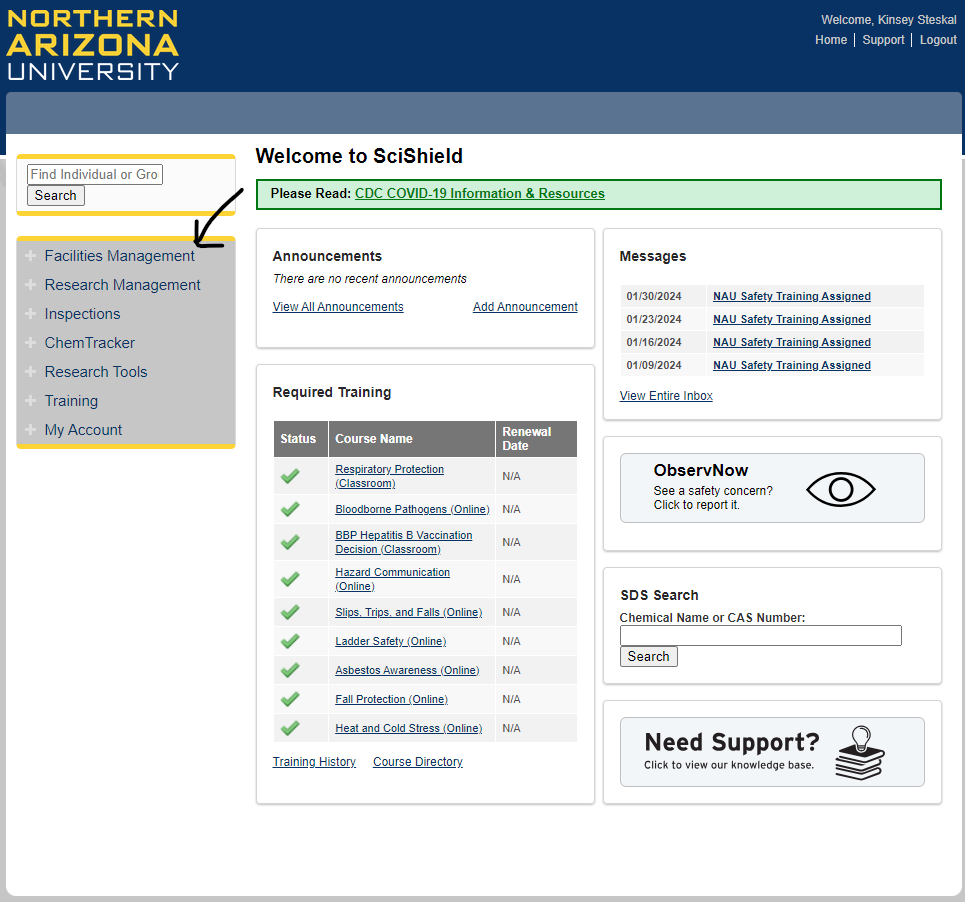 NORTHERN
ARIZONA
UNIVERSITY
Welcome, Kinsey Steskal
Home | Support | Logout
Find Individual or Gro
Search
Facilities Management
Research Management
Inspections
ChemTracker
Research Tools
Training
My Account
Welcome to SciShield
Please Read: CDC COVID-19 Information & Resources
Announcements
There are no recent announcements
View All Announcements Add Announcement
Required Training
Status Course Name Renewal
Date
Respiratory Protection
(Classroom) N/A
Bloodborne Pathogens (Online) N/A
BBP Hepatitis B Vaccination
Decision (Classroom) N/A
Hazard Communication
(Online) N/A
Slips, Trips, and Falls (Online) N/A
Ladder Safety (Online) N/A
Asbestos Awareness (Online) N/A
Fall Protection (Online) N/A
Heat and Cold Stress (Online) N/A
Training History Course Directory
Messages
01/30/2024 NAU Safety Training Assigned
01/23/2024 NAU Safety Training Assigned
01/16/2024 NAU Safety Training Assigned
01/09/2024 NAU Safety Training Assigned
View Entire Inbox
ObservNow
See a safety concern?
Click to report it.
SDS Search
Chemical Name or CAS Number:
Search
Need Support?
Click to view our knowledge base.